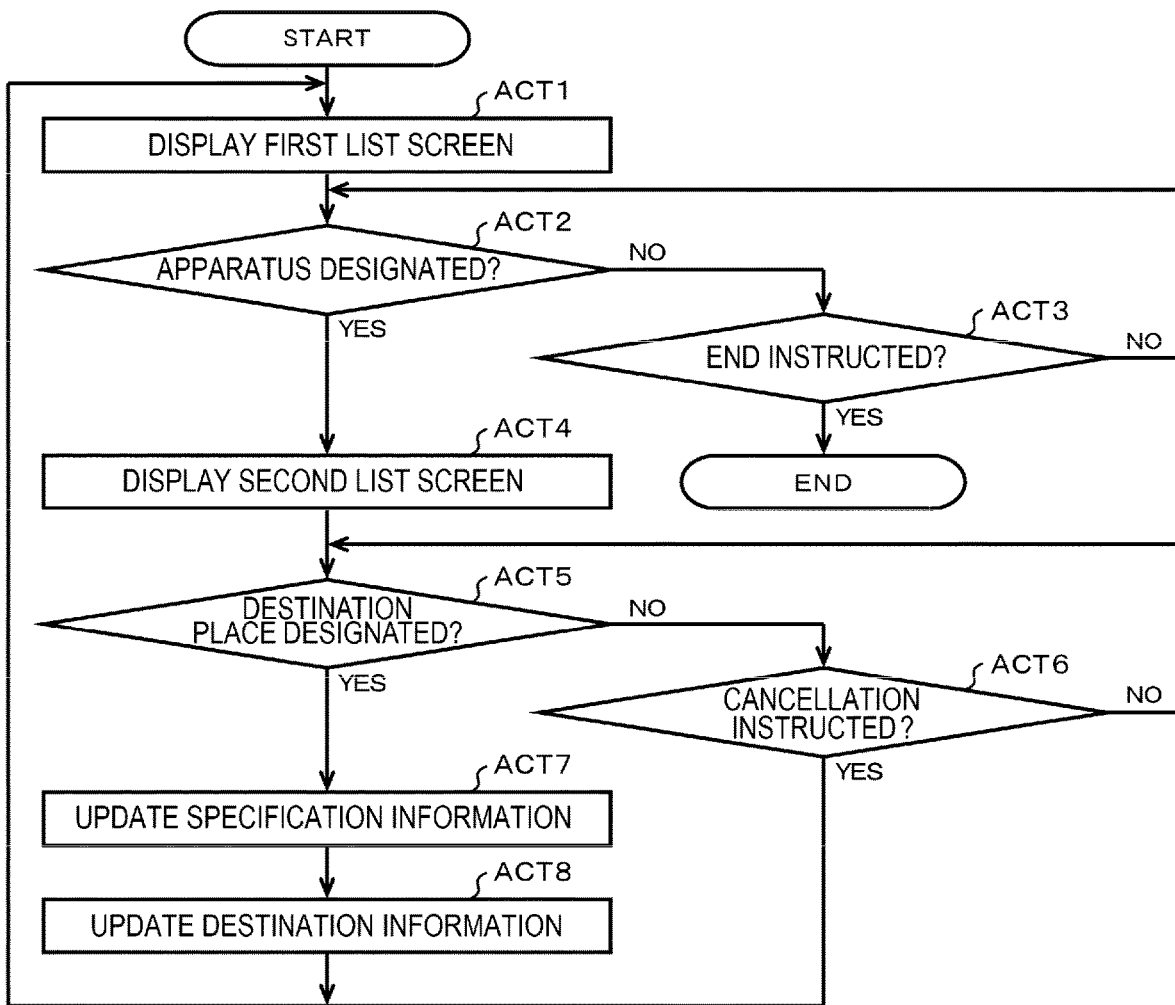 START
ACT1
DISPLAY FIRST LIST SCREEN
ACT2
APPARATUS DESIGNATED?
NO
YES
ACT3
END INSTRUCTED?
NO
YES
ACT4
DISPLAY SECOND LIST SCREEN
END
ACT5
DESTINATION
PLACE DESIGNATED?
NO
YES
ACT6
CANCELLATION
INSTRUCTED?
NO
YES
ACT7
UPDATE SPECIFICATION INFORMATION
ACT8
UPDATE DESTINATION INFORMATION